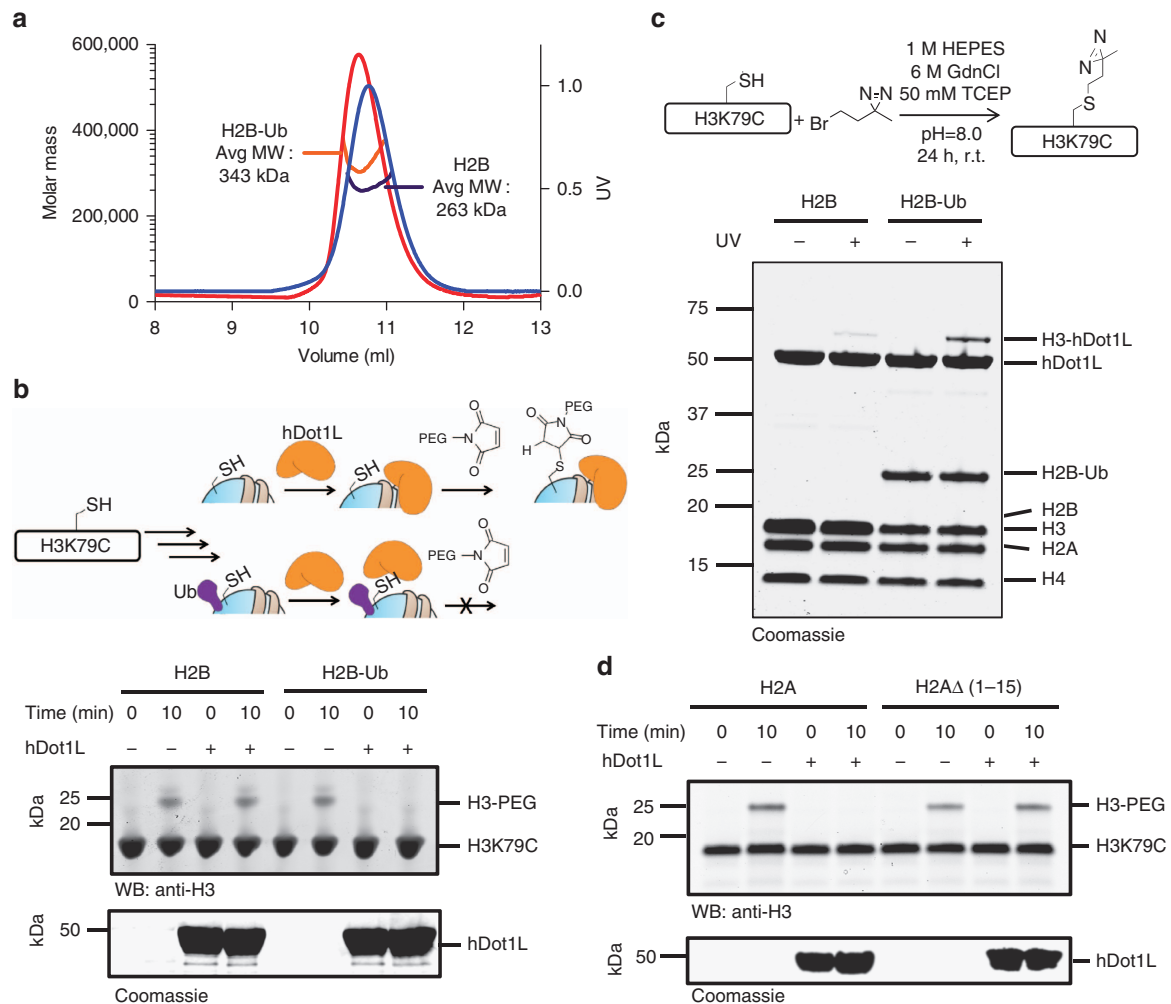 a
600,000
400,000
200,000
0
Molar mass
H2B-Ub
Avg MW :
343 kDa
H2B
Avg MW :
263 kDa
1.0
0.5
0.0
UV
8 9 10 11 12 13
Volume (ml)
b
H3K79C
SH
SH
hDot1L
SH
PEG
N
O
O
PEG
N
O
O
H
S
Ub
SH
SH
PEG
N
O
O
H2B H2B-Ub
Time (min) 0 10 0 10 0 10 0 10
hDot1L – – + + – – + +
kDa
25
20
H3-PEG
H3K79C
WB: anti-H3
kDa
50
hDot1L
Coomassie
c
SH
H3K79C
+
Br
N=N
1 M HEPES
6 M GdnCl
50 mM TCEP
pH=8.0
24 h, r.t.
N
N
S
H3K79C
H2B H2B-Ub
UV – + – +
kDa
75
50
37
25
20
15
H3-hDot1L
hDot1L
H2B-Ub
H2B
H3
H2A
H4
Coomassie
d
H2A H2AΔ (1–15)
Time (min) 0 10 0 10 0 10 0 10
hDot1L – – + + – – + +
kDa
25
20
H3-PEG
H3K79C
WB: anti-H3
kDa
50
hDot1L
Coomassie